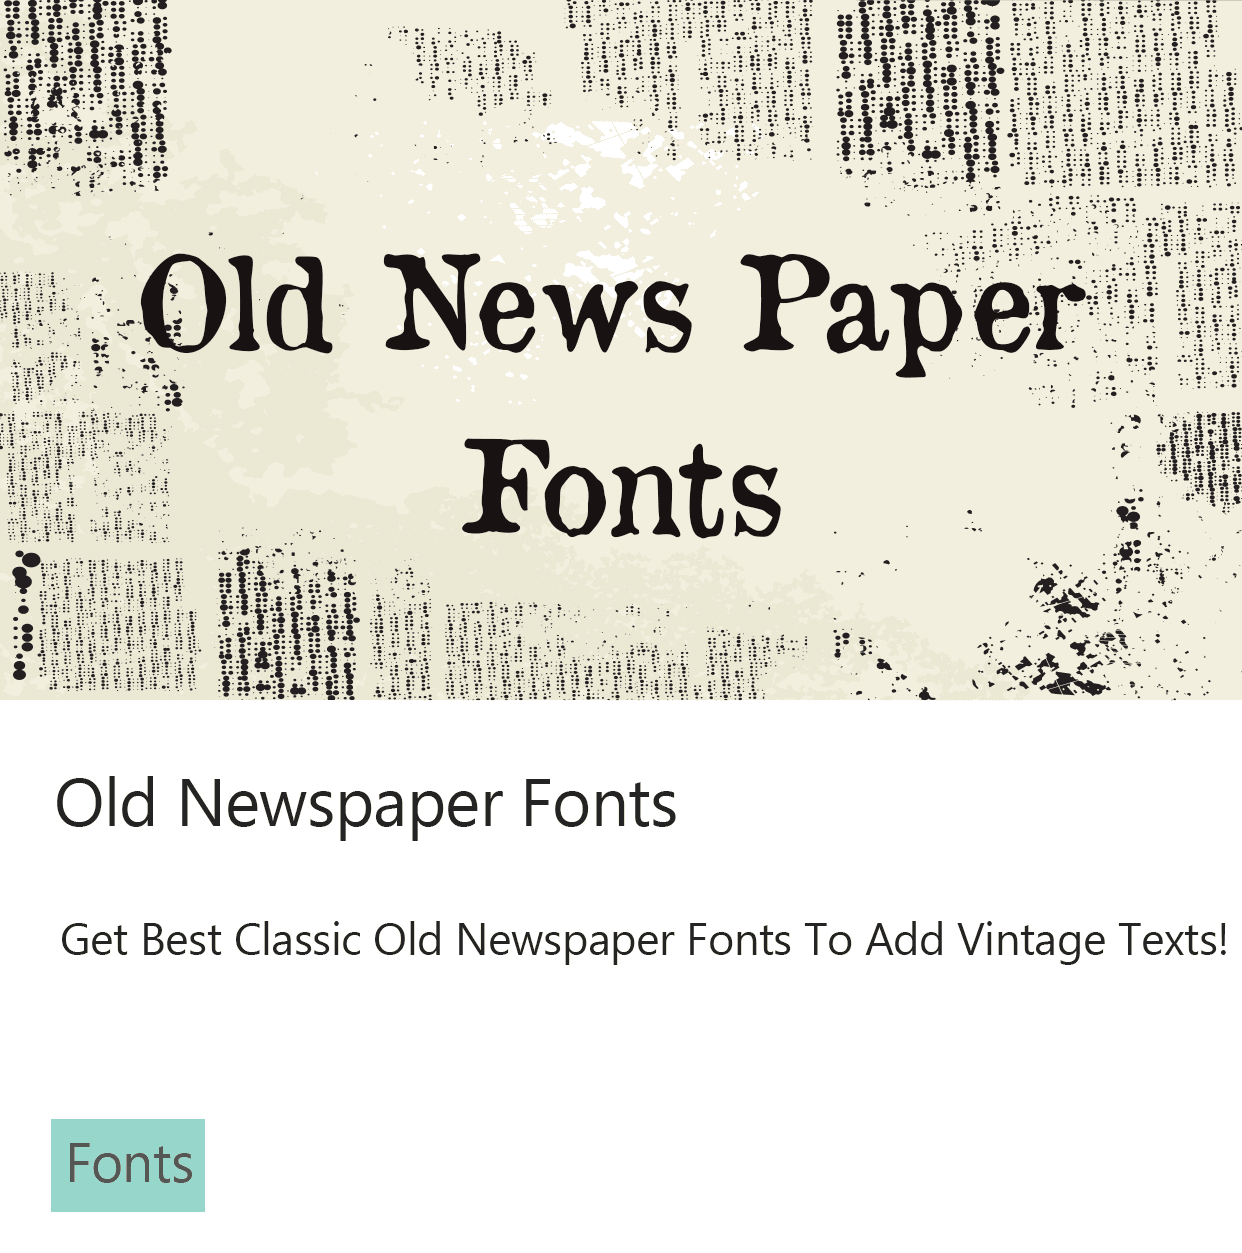 Old News Paper
Fonts
Old Newspaper Fonts
Get Best Classic Old Newspaper Fonts To Add Vintage Texts!
Fonts